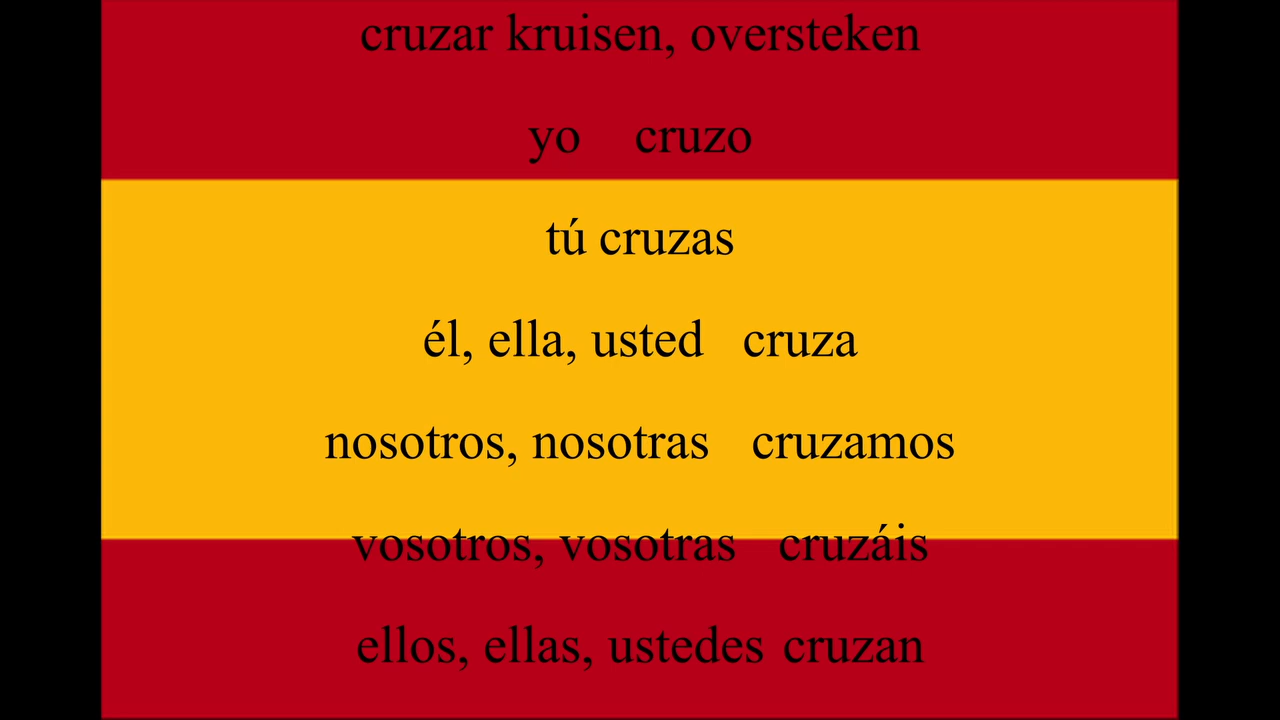 cruzar kruisen, oversteken
yo cruzo
tú cruzas
él, ella, usted cruza
nosotros, nosotras cruzamos
vosotros, vosotras cruzáis
ellos, ellas, ustedes cruzan